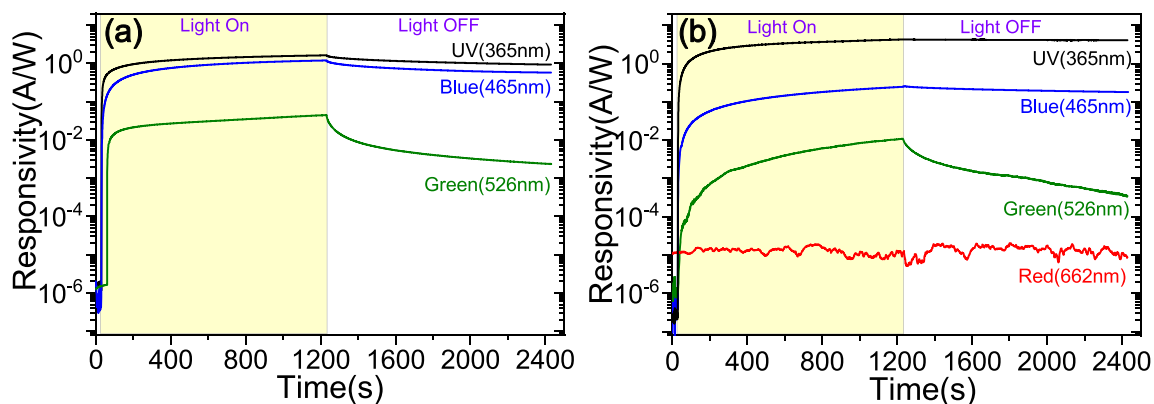 (a)
Light On
Light OFF
UV(365nm)
Blue(465nm)
Green(526nm)
Responsivity(A/W)
10^0
10^-2
10^-4
10^-6
0 400 800 1200 1600 2000 2400
Time(s)
(b)
Light On
Light OFF
UV(365nm)
Blue(465nm)
Green(526nm)
Red(662nm)
Responsivity(A/W)
10^0
10^-2
10^-4
10^-6
0 400 800 1200 1600 2000 2400
Time(s)